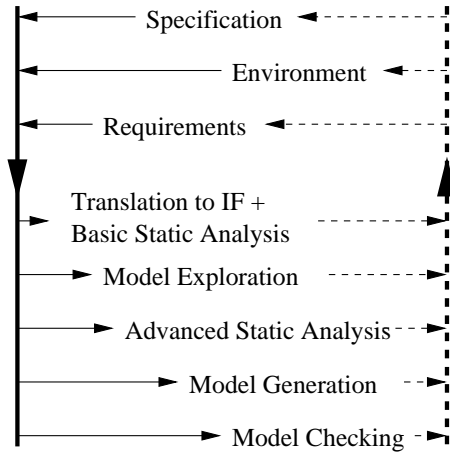 Specification
Environment
Requirements
Translation to IF +
Basic Static Analysis
Model Exploration
Advanced Static Analysis
Model Generation
Model Checking